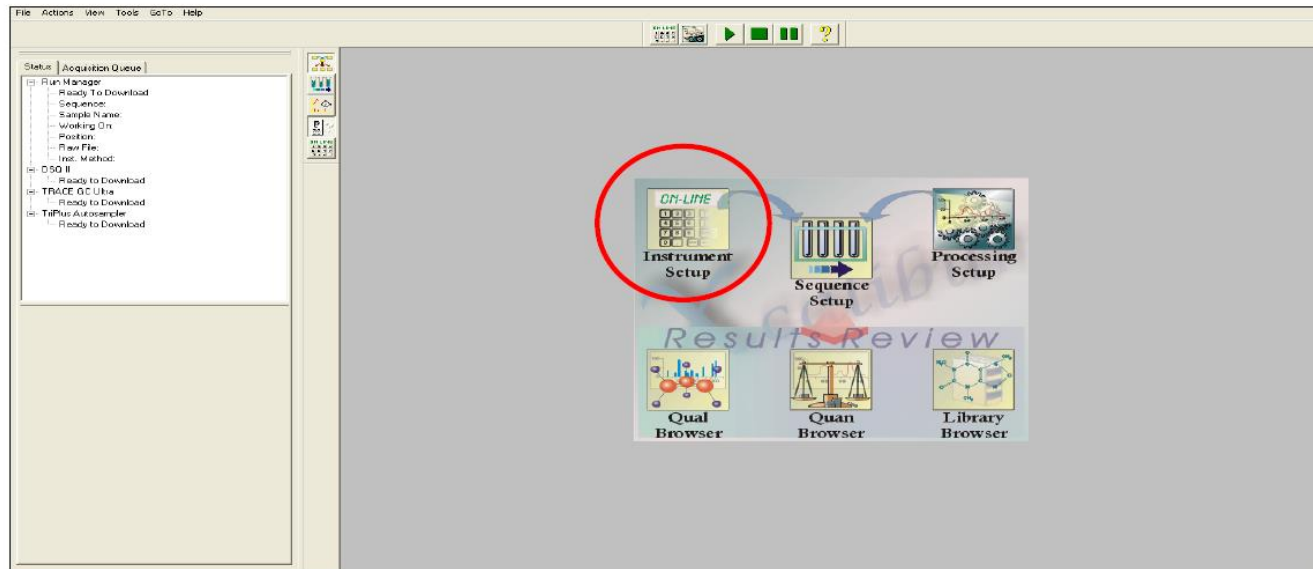 File Actions View Tools GoTo Help
Status Acquisition Queue
Run Manager
Ready To Download
Sequence:
Sample Name:
Working On:
Position:
Raw File:
Inst. Method:
DSQ II
Ready to Download
TRACE GC Ultra
Ready to Download
TriPlus Autosampler
Ready to Download
ON-LINE
Instrument
Setup
Sequence
Setup
Processing
Setup
Xcalibur
Results Review
Qual
Browser
Quan
Browser
Library
Browser